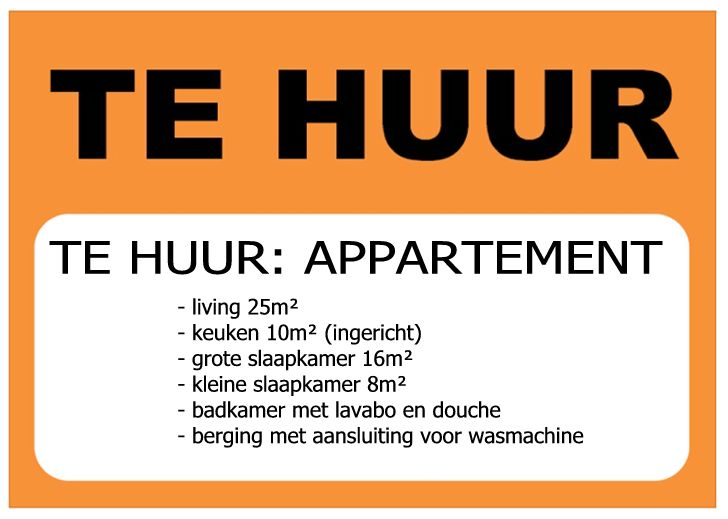 TE HUUR
TE HUUR: APPARTEMENT
- living 25m²
- keuken 10m² (ingericht)
- grote slaapkamer 16m²
- kleine slaapkamer 8m²
- badkamer met lavabo en douche
- berging met aansluiting voor wasmachine